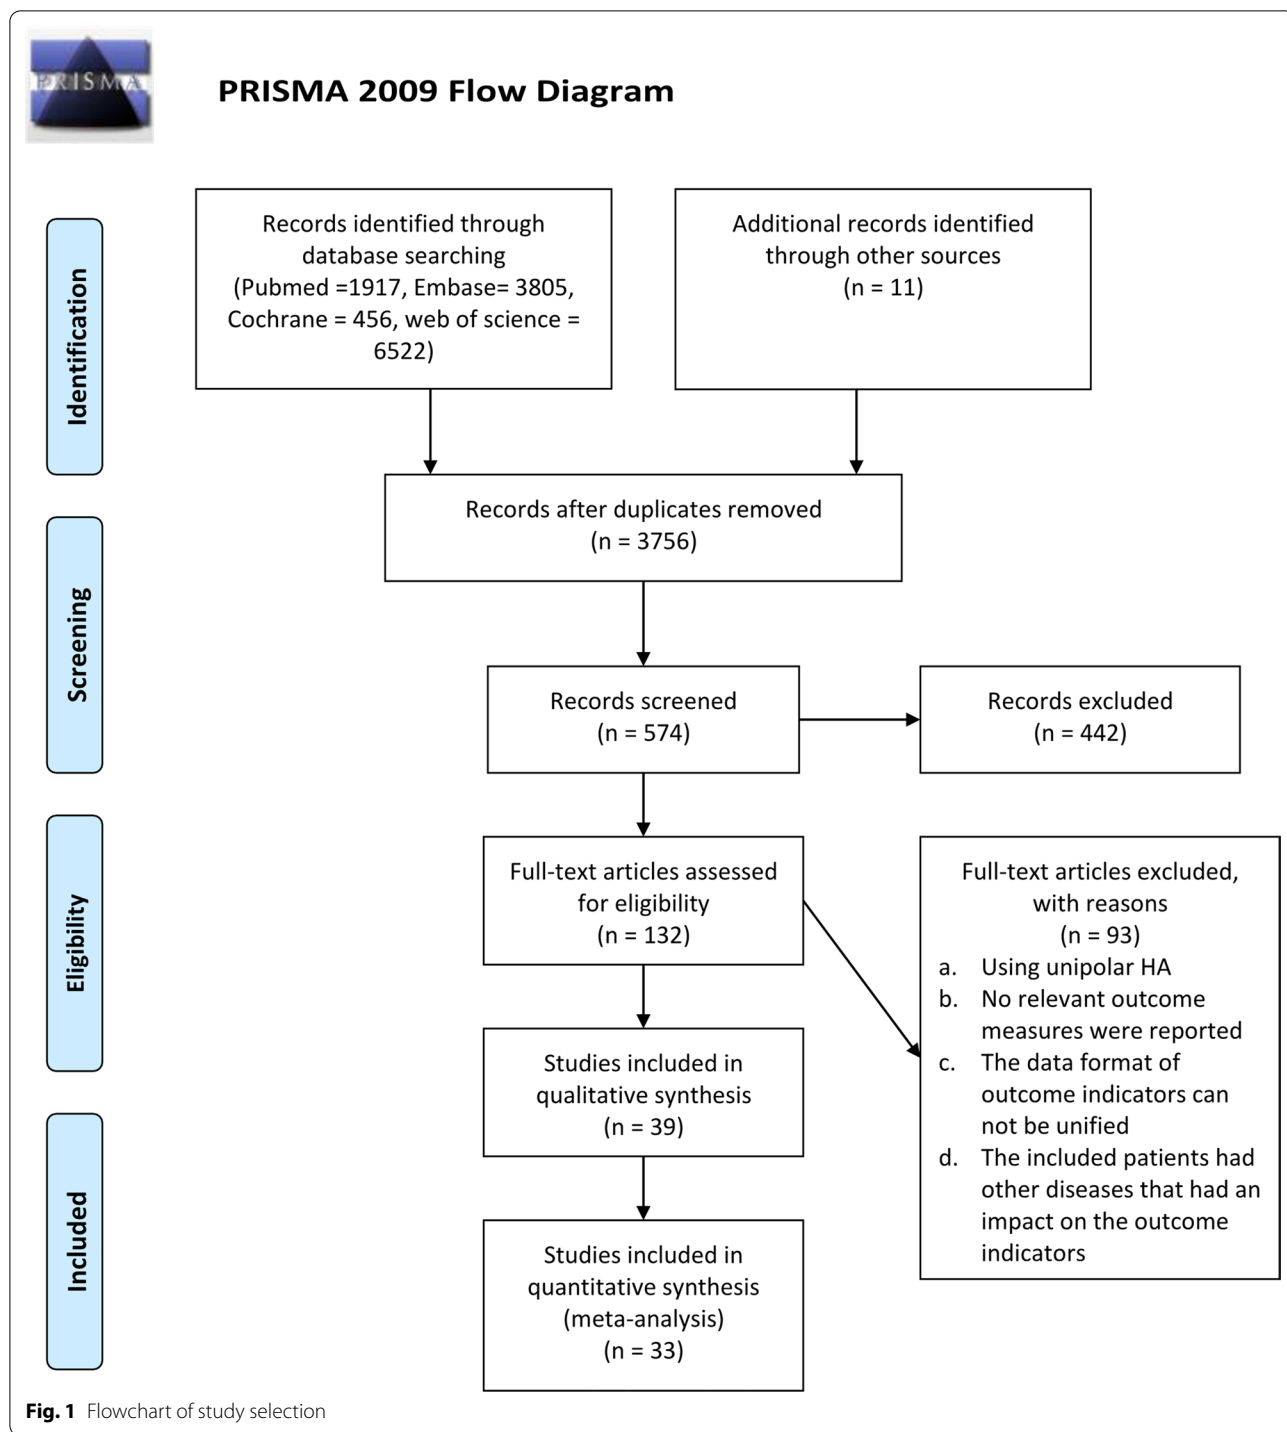 PRISMA
PRISMA 2009 Flow Diagram
Identification
Records identified through
database searching
(Pubmed =1917, Embase= 3805,
Cochrane = 456, web of science =
6522)
Additional records identified
through other sources
(n = 11)
Records after duplicates removed
(n = 3756)
Screening
Records screened
(n = 574)
Records excluded
(n = 442)
Eligibility
Full-text articles assessed
for eligibility
(n = 132)
Full-text articles excluded,
with reasons
(n = 93)
a. Using unipolar HA
b. No relevant outcome
measures were reported
c. The data format of
outcome indicators can
not be unified
d. The included patients had
other diseases that had an
impact on the outcome
indicators
Studies included in
qualitative synthesis
(n = 39)
Included
Studies included in
quantitative synthesis
(meta-analysis)
(n = 33)
Fig. 1 Flowchart of study selection